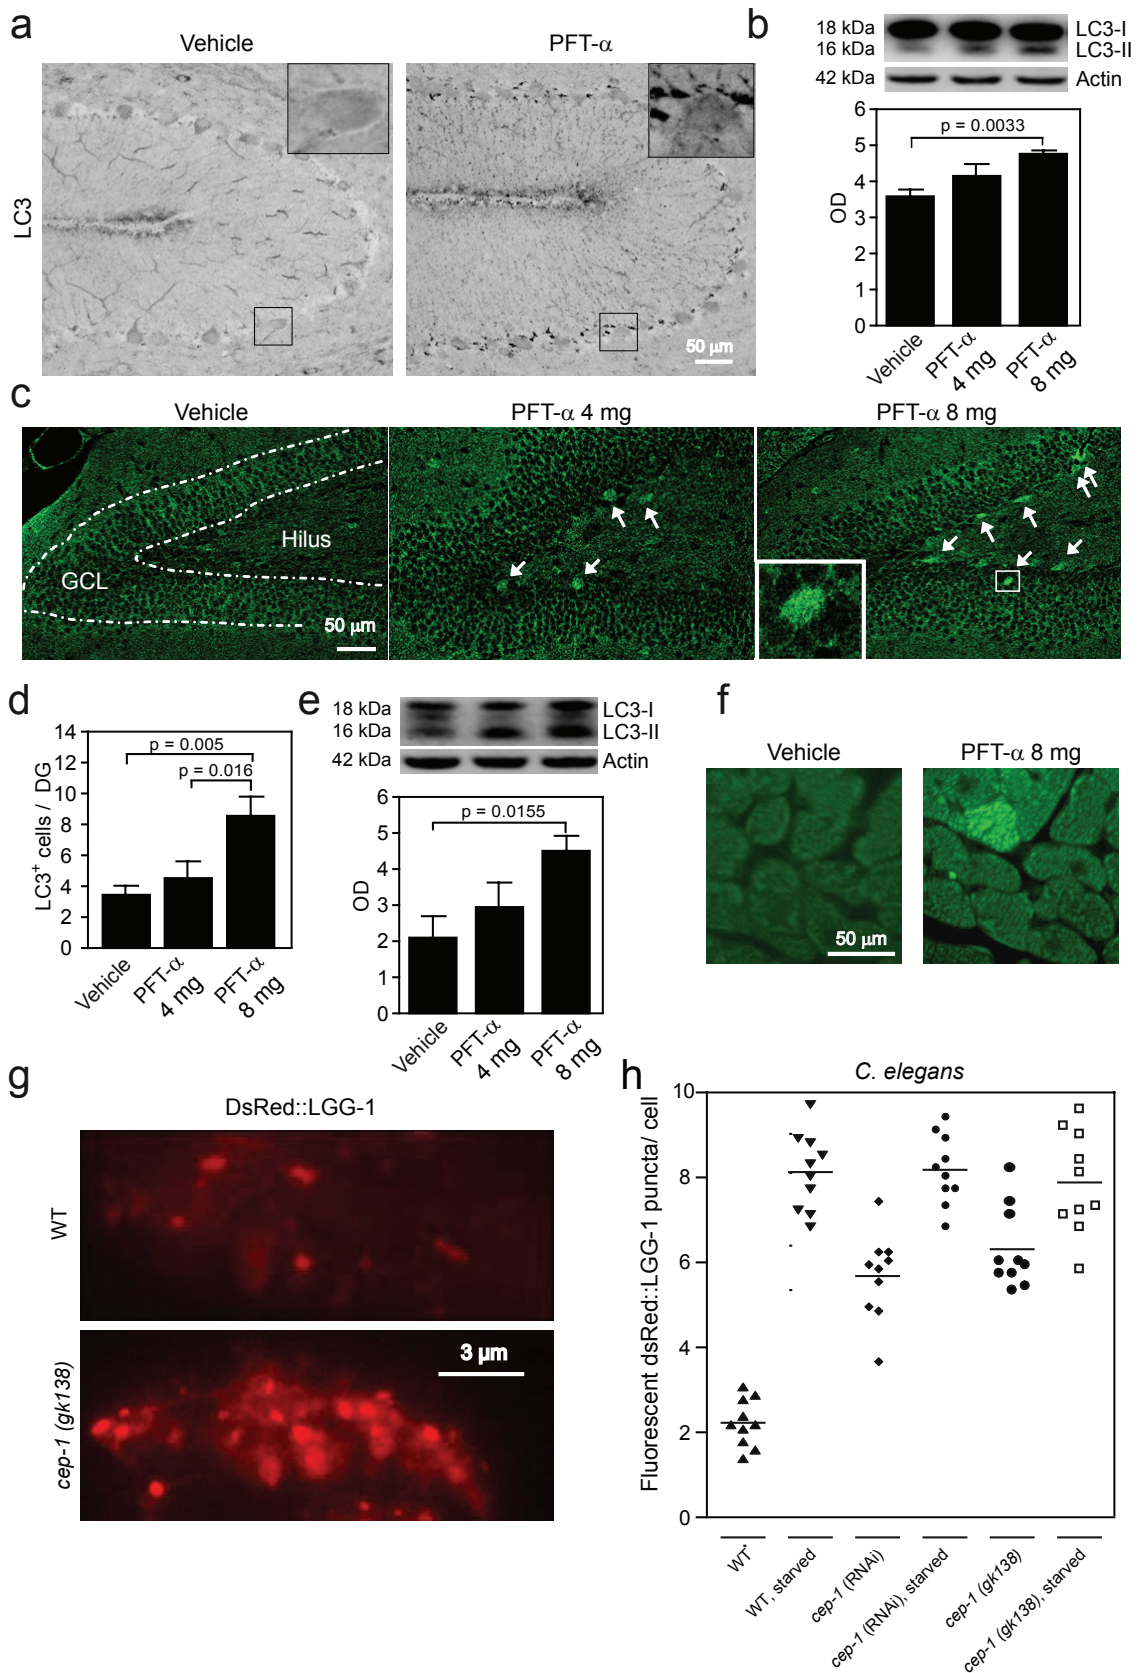 a
Vehicle
PFT-α
LC3
50 µm
b
18 kDa
LC3-I
16 kDa
LC3-II
42 kDa
Actin
6
5
4
3
2
1
0
OD
p = 0.0033
Vehicle
PFT-α
4 mg
PFT-α
8 mg
c
Vehicle
PFT-α 4 mg
PFT-α 8 mg
Hilus
GCL
50 µm
d
14
12
10
8
6
4
2
0
LC3+ cells / DG
p = 0.005
p = 0.016
Vehicle
PFT-α
4 mg
PFT-α
8 mg
e
18 kDa
LC3-I
16 kDa
LC3-II
42 kDa
Actin
6
5
4
3
2
1
0
OD
p = 0.0155
Vehicle
PFT-α
4 mg
PFT-α
8 mg
f
Vehicle
PFT-α 8 mg
50 µm
g
DsRed::LGG-1
WT
cep-1 (gk138)
3 µm
h
C. elegans
Fluorescent dsRed::LGG-1 puncta/ cell
10
8
6
4
2
0
WT
WT, starved
cep-1 (RNAi)
cep-1 (RNAi), starved
cep-1 (gk138)
cep-1 (gk138), starved